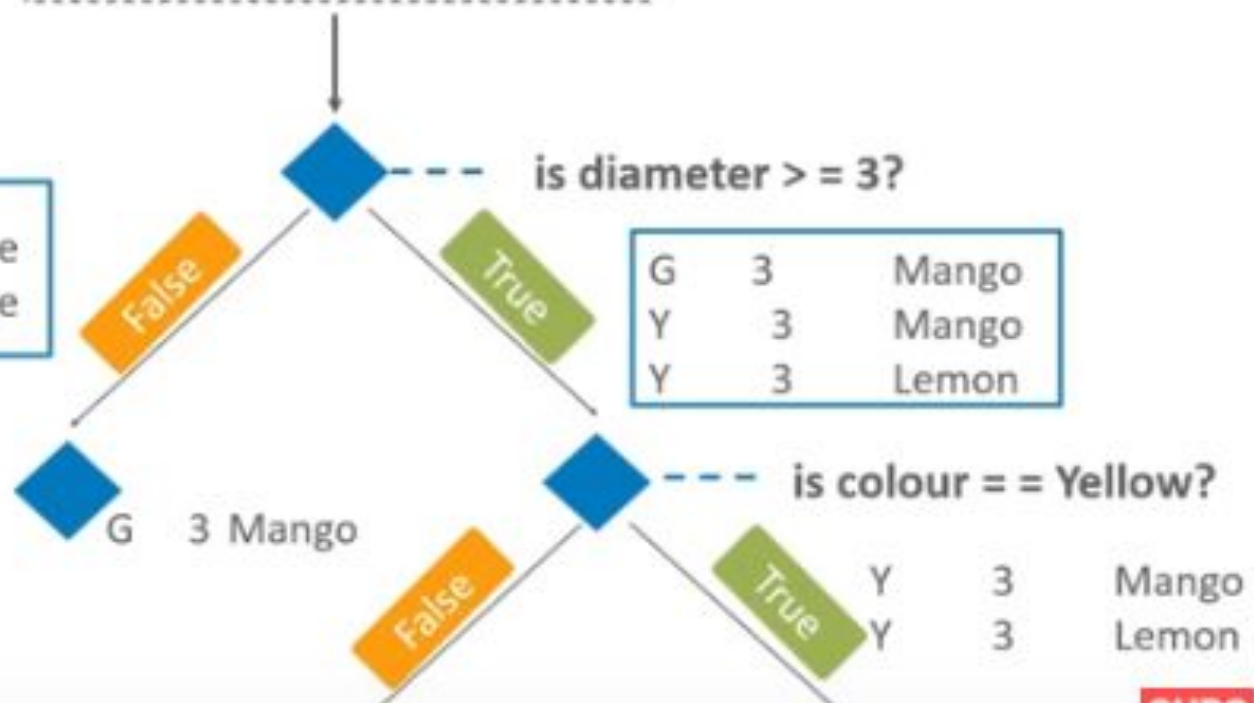 is diameter > = 3?
e
e
False
True
G 3 Mango
Y 3 Mango
Y 3 Lemon
is colour = = Yellow?
G 3 Mango
False
True
Y 3 Mango
Y 3 Lemon